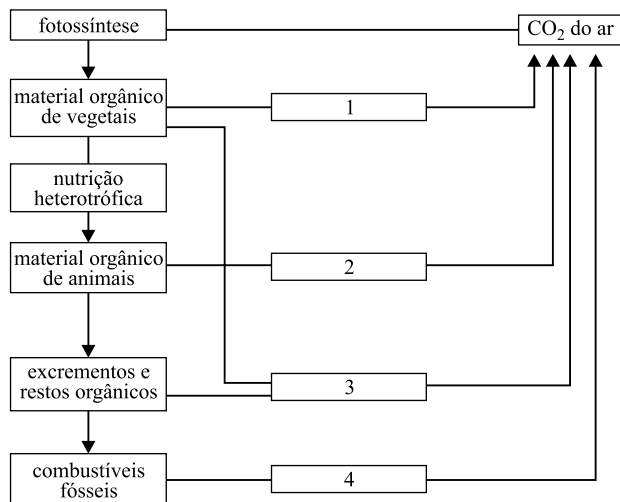 fotossíntese
CO₂ do ar
material orgânico
de vegetais
1
nutrição
heterotrófica
material orgânico
de animais
2
excrementos e
restos orgânicos
3
combustíveis
fósseis
4